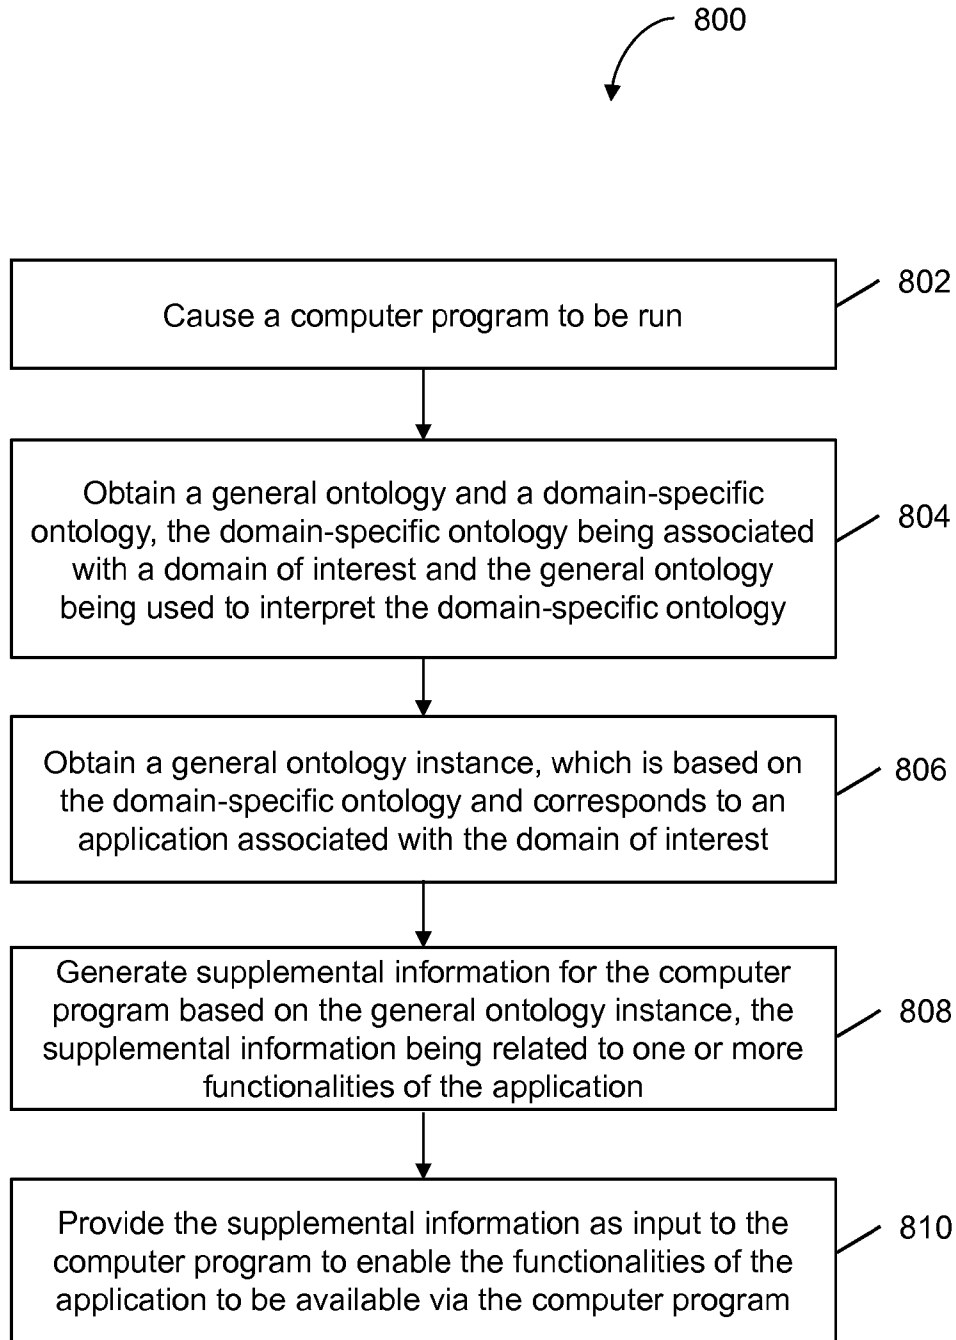 800
Cause a computer program to be run
802
Obtain a general ontology and a domain-specific
ontology, the domain-specific ontology being associated
with a domain of interest and the general ontology
being used to interpret the domain-specific ontology
804
Obtain a general ontology instance, which is based on
the domain-specific ontology and corresponds to an
application associated with the domain of interest
806
Generate supplemental information for the computer
program based on the general ontology instance, the
supplemental information being related to one or more
functionalities of the application
808
Provide the supplemental information as input to the
computer program to enable the functionalities of the
application to be available via the computer program
810